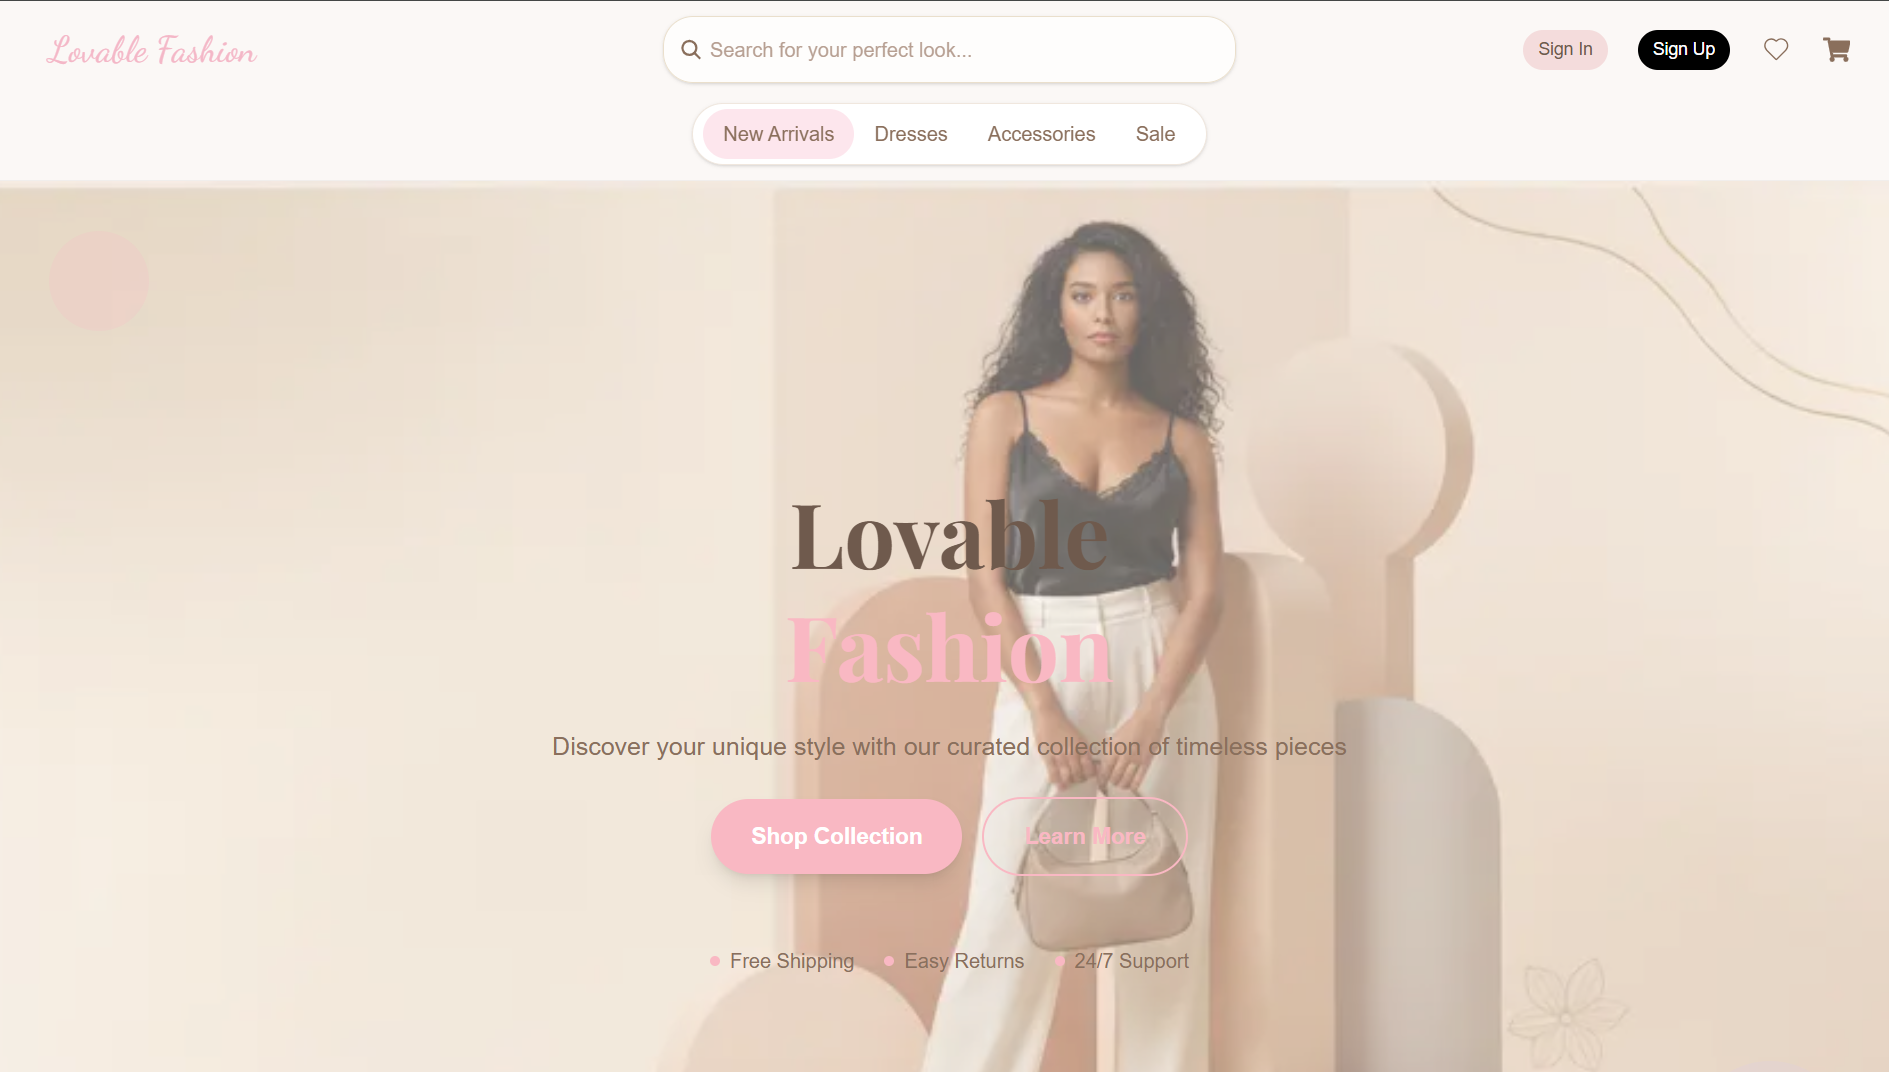 Lovable Fashion
Search for your perfect look...
Sign In
Sign Up
New Arrivals
Dresses
Accessories
Sale
Lovable
Fashion
Discover your unique style with our curated collection of timeless pieces
Shop Collection
Learn More
Free Shipping
Easy Returns
24/7 Support